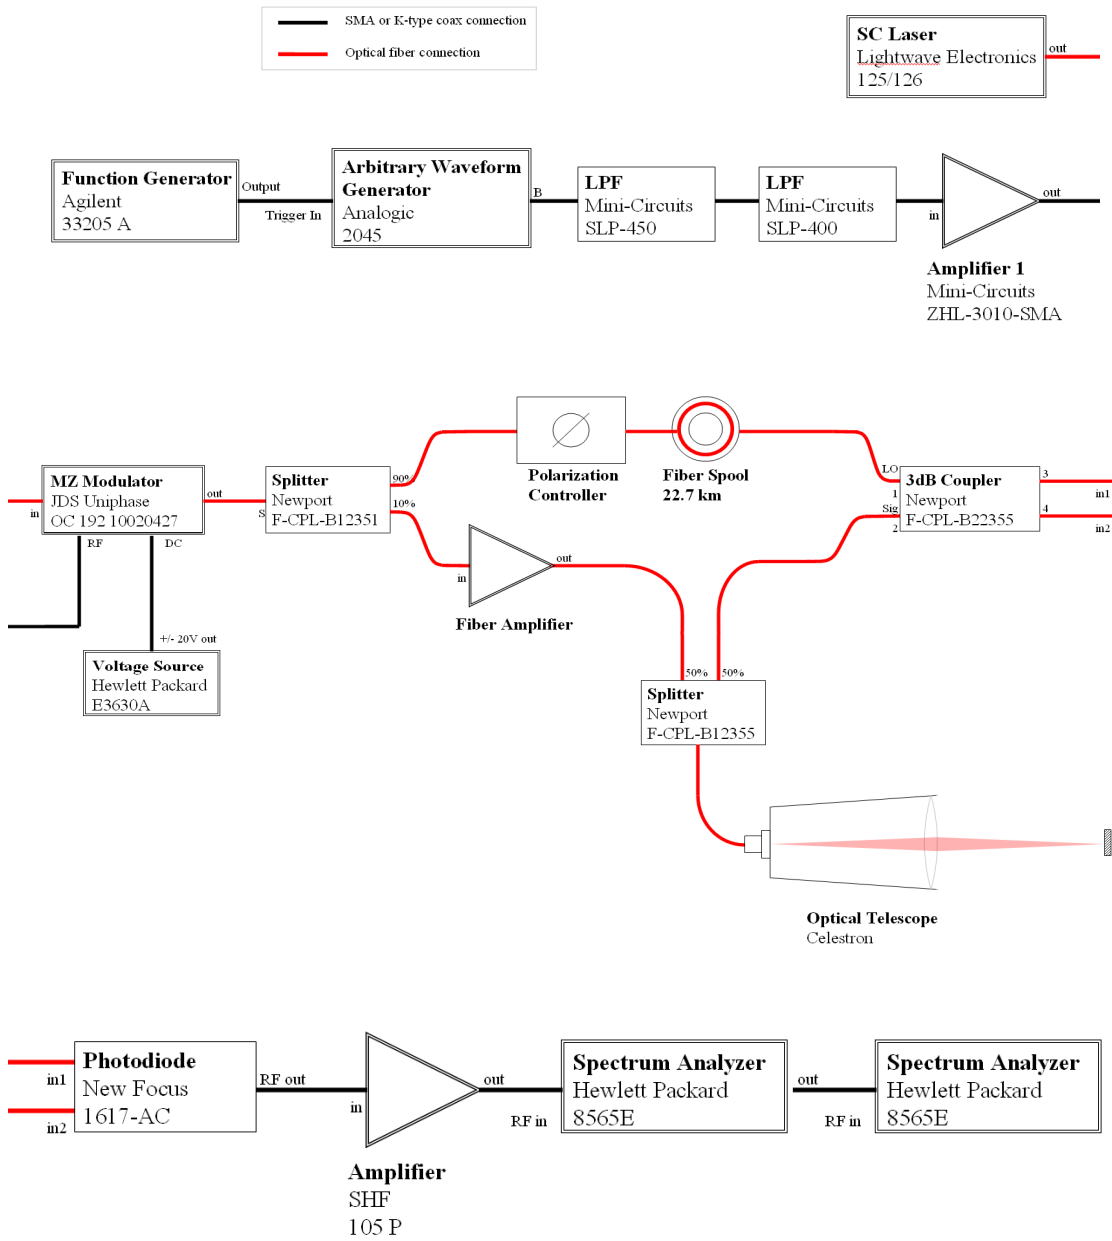 SMA or K-type coax connection
Optical fiber connection
SC Laser
Lightwave Electronics
125/126
out
Function Generator
Agilent
33205 A
Output
Trigger In
Arbitrary Waveform
Generator
Analogic
2045
B
LPF
Mini-Circuits
SLP-450
LPF
Mini-Circuits
SLP-400
in
out
Amplifier 1
Mini-Circuits
ZHL-3010-SMA
MZ Modulator
JDS Uniphase
OC 192 10020427
in
out
RF
DC
+/- 20V out
Voltage Source
Hewlett Packard
E3630A
S
Splitter
Newport
F-CPL-B12351
90%
10%
Polarization
Controller
Fiber Spool
22.7 km
in
out
Fiber Amplifier
LO
1
Sig
2
3dB Coupler
Newport
F-CPL-B22355
3
4
in1
in2
50%
50%
Splitter
Newport
F-CPL-B12355
Optical Telescope
Celestron
in1
in2
Photodiode
New Focus
1617-AC
RF out
in
out
Amplifier
SHF
105 P
RF in
Spectrum Analyzer
Hewlett Packard
8565E
out
RF in
Spectrum Analyzer
Hewlett Packard
8565E